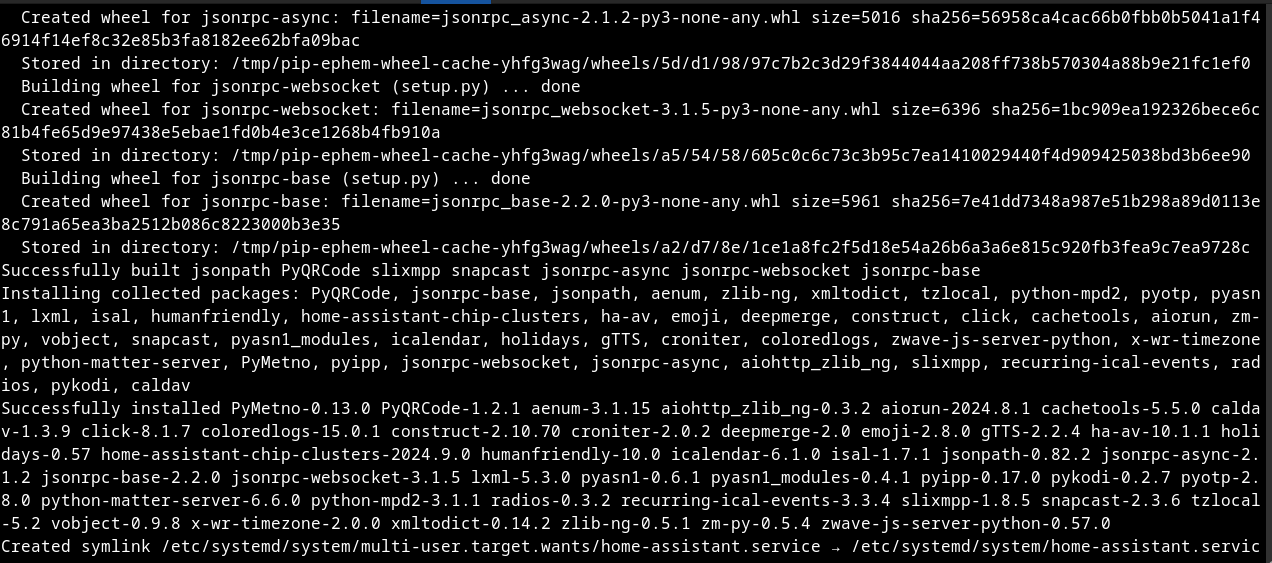 Created wheel for jsonrpc-async: filename=jsonrpc_async-2.1.2-py3-none-any.whl size=5016 sha256=56958ca4cac66b0fbb0b5041a1f4
6914f14ef8c32e85b3fa8182ee62bfa09bac
  Stored in directory: /tmp/pip-ephem-wheel-cache-yhfg3wag/wheels/5d/d1/98/97c7b2c3d29f3844044aa208ff738b570304a88b9e21fc1ef0
  Building wheel for jsonrpc-websocket (setup.py) ... done
  Created wheel for jsonrpc-websocket: filename=jsonrpc_websocket-3.1.5-py3-none-any.whl size=6396 sha256=1bc909ea192326bece6c
81b4fe65d9e97438e5ebae1fd0b4e3ce1268b4fb910a
  Stored in directory: /tmp/pip-ephem-wheel-cache-yhfg3wag/wheels/a5/54/58/605c0c6c73c3b95c7ea1410029440f4d909425038bd3b6ee90
  Building wheel for jsonrpc-base (setup.py) ... done
  Created wheel for jsonrpc-base: filename=jsonrpc_base-2.2.0-py3-none-any.whl size=5961 sha256=7e41dd7348a987e51b298a89d0113e
8c791a65ea3ba2512b086c8223000b3e35
  Stored in directory: /tmp/pip-ephem-wheel-cache-yhfg3wag/wheels/a2/d7/8e/1ce1a8fc2f5d18e54a26b6a3a6e815c920fb3fea9c7ea9728c
Successfully built jsonpath PyQRCode slixmpp snapcast jsonrpc-async jsonrpc-websocket jsonrpc-base
Installing collected packages: PyQRCode, jsonrpc-base, jsonpath, aenum, zlib-ng, xmltodict, tzlocal, python-mpd2, pyotp, pyasn
1, lxml, isal, humanfriendly, home-assistant-chip-clusters, ha-av, emoji, deepmerge, construct, click, cachetools, aiorun, zm-
py, vobject, snapcast, pyasn1_modules, icalendar, holidays, gTTS, croniter, coloredlogs, zwave-js-server-python, x-wr-timezone
, python-matter-server, PyMetno, pyipp, jsonrpc-websocket, jsonrpc-async, aiohttp_zlib_ng, slixmpp, recurring-ical-events, rad
ios, pykodi, caldav
Successfully installed PyMetno-0.13.0 PyQRCode-1.2.1 aenum-3.1.15 aiohttp_zlib_ng-0.3.2 aiorun-2024.8.1 cachetools-5.5.0 calda
v-1.3.9 click-8.1.7 coloredlogs-15.0.1 construct-2.10.70 croniter-2.0.2 deepmerge-2.0 emoji-2.8.0 gTTS-2.2.4 ha-av-10.1.1 holi
days-0.57 home-assistant-chip-clusters-2024.9.0 humanfriendly-10.0 icalendar-6.1.0 isal-1.7.1 jsonpath-0.82.2 jsonrpc-async-2.
1.2 jsonrpc-base-2.2.0 jsonrpc-websocket-3.1.5 lxml-5.3.0 pyasn1-0.6.1 pyasn1_modules-0.4.1 pyipp-0.17.0 pykodi-0.2.7 pyotp-2.
8.0 python-matter-server-6.6.0 python-mpd2-3.1.1 radios-0.3.2 recurring-ical-events-3.3.4 slixmpp-1.8.5 snapcast-2.3.6 tzlocal
-5.2 vobject-0.9.8 x-wr-timezone-2.0.0 xmltodict-0.14.2 zlib-ng-0.5.1 zm-py-0.5.4 zwave-js-server-python-0.57.0
Created symlink /etc/systemd/system/multi-user.target.wants/home-assistant.service → /etc/systemd/system/home-assistant.servic